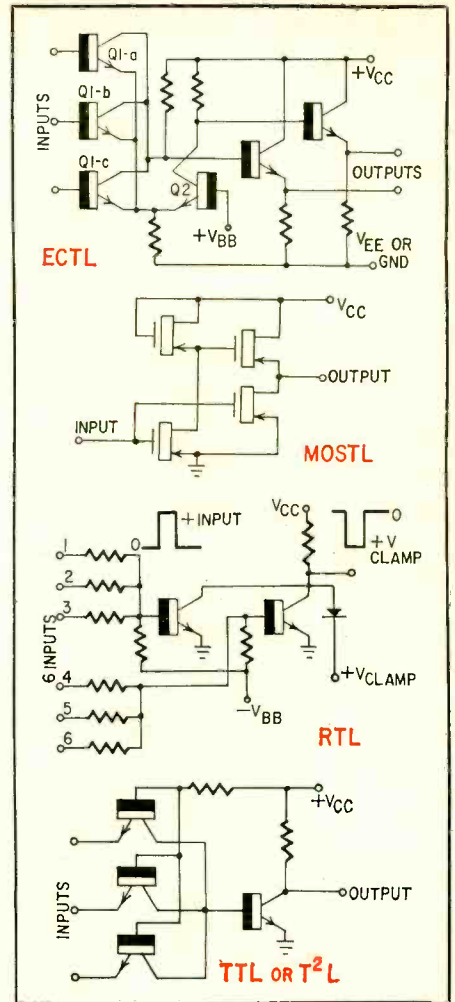 Q1-a
+VCC
Q1-b
INPUTS
OUTPUTS
Q1-c
Q2
+VBB
VEE OR
GND
ECTL
VCC
OUTPUT
INPUT
MOSTL
VCC
+INPUT
0
0
+V
CLAMP
1
2
3
6 INPUTS
4
5
6
+VCLAMP
-VBB
RTL
+VCC
INPUTS
OUTPUT
TTL OR T²L